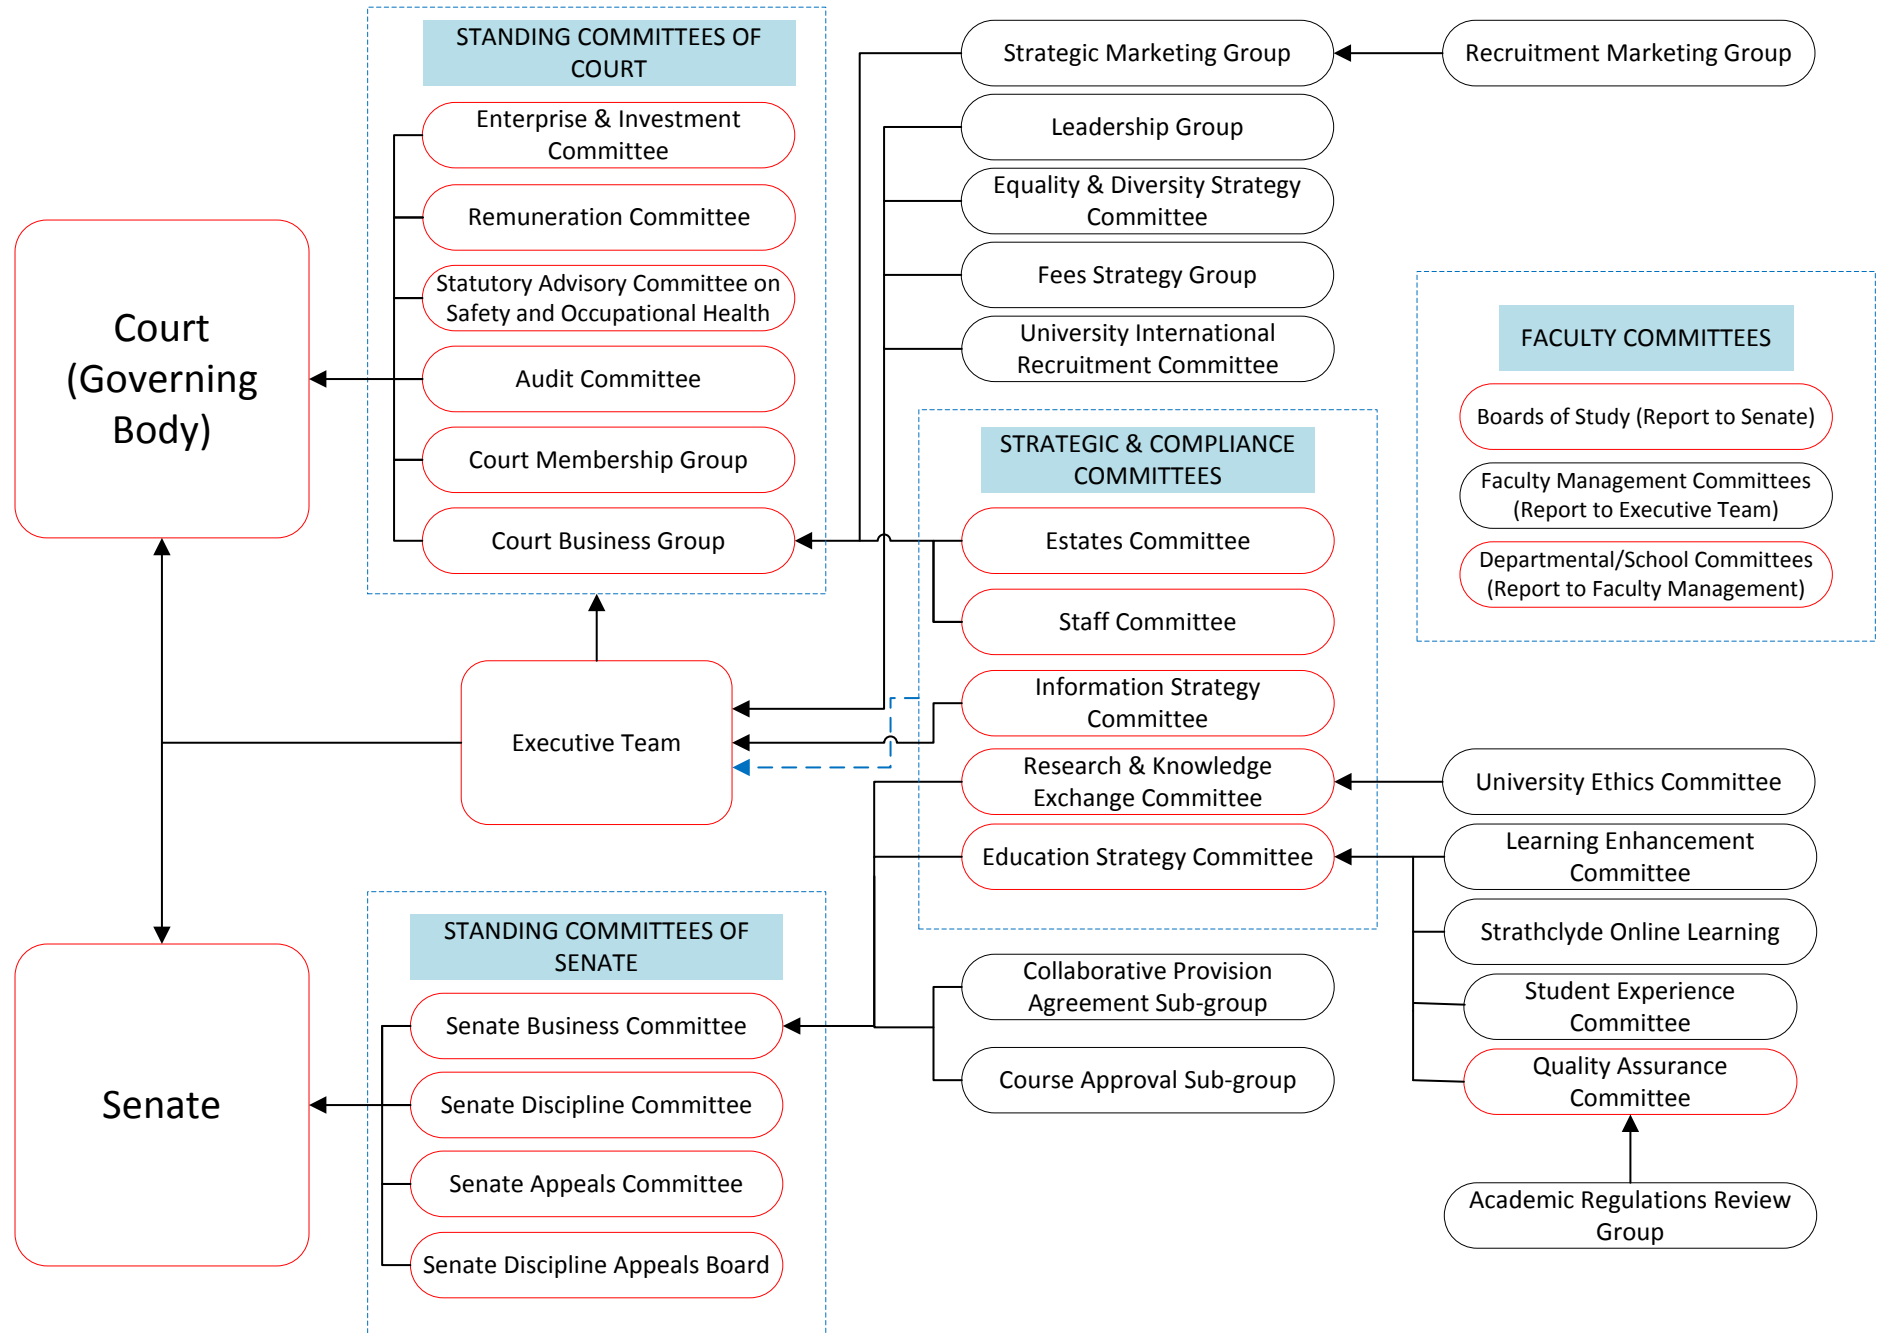 STANDING COMMITTEES OF
COURT
Enterprise & Investment
Committee
Remuneration Committee
Statutory Advisory Committee on
Safety and Occupational Health
Audit Committee
Court Membership Group
Court Business Group
Court
(Governing
Body)
Executive Team
Senate
STANDING COMMITTEES OF
SENATE
Senate Business Committee
Senate Discipline Committee
Senate Appeals Committee
Senate Discipline Appeals Board
Strategic Marketing Group
Leadership Group
Equality & Diversity Strategy
Committee
Fees Strategy Group
University International
Recruitment Committee
STRATEGIC & COMPLIANCE
COMMITTEES
Estates Committee
Staff Committee
Information Strategy
Committee
Research & Knowledge
Exchange Committee
Education Strategy Committee
Collaborative Provision
Agreement Sub-group
Course Approval Sub-group
Recruitment Marketing Group
FACULTY COMMITTEES
Boards of Study (Report to Senate)
Faculty Management Committees
(Report to Executive Team)
Departmental/School Committees
(Report to Faculty Management)
University Ethics Committee
Learning Enhancement
Committee
Strathclyde Online Learning
Student Experience
Committee
Quality Assurance
Committee
Academic Regulations Review
Group